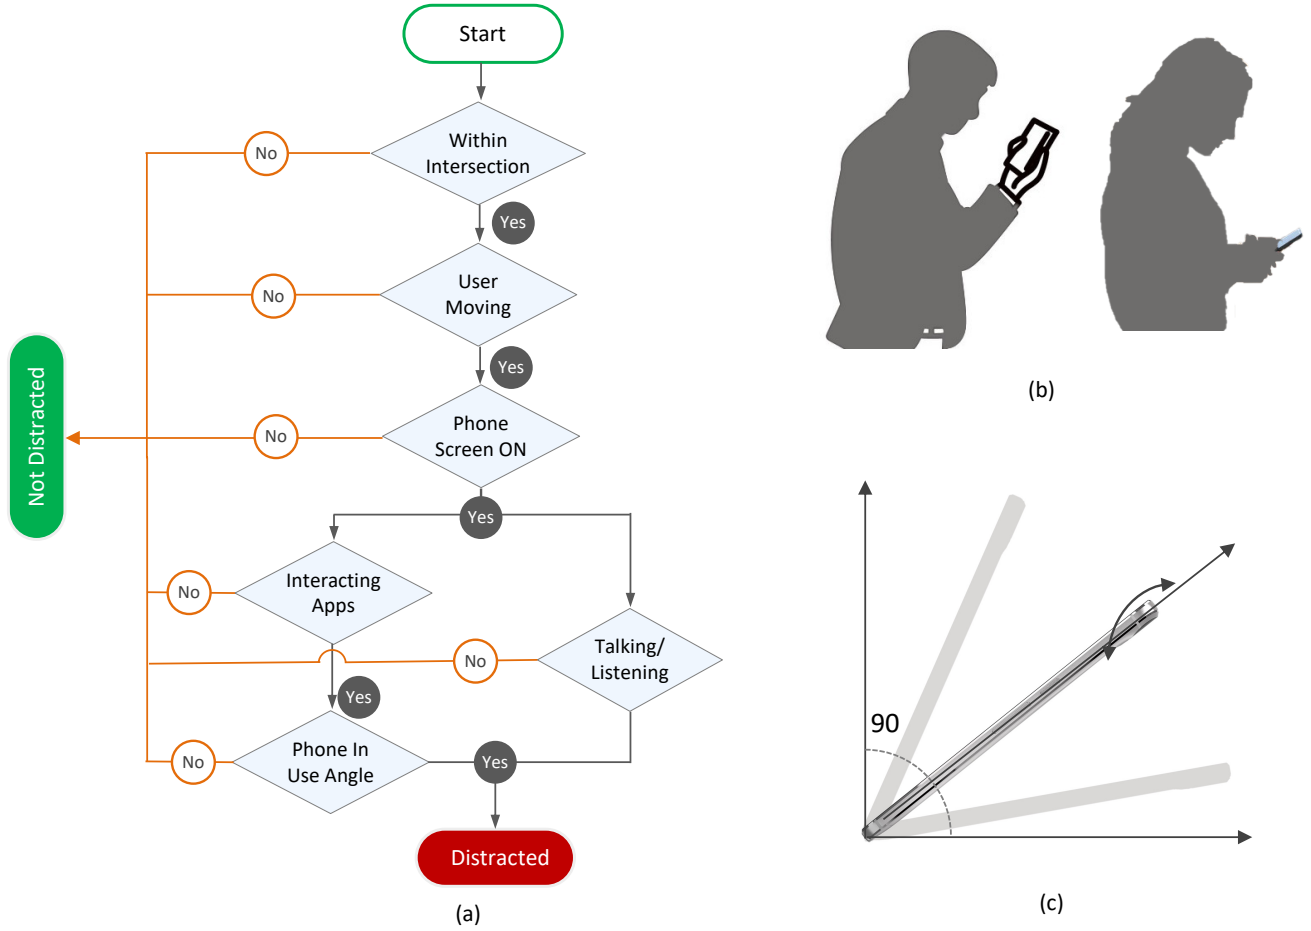 Start
Within
Intersection
No
Yes
User
Moving
No
Yes
Phone
Screen ON
No
Not Distracted
Yes
Interacting
Apps
No
Talking/
Listening
No
Yes
Phone In
Use Angle
No
Yes
Distracted
(a)
(b)
90
(c)